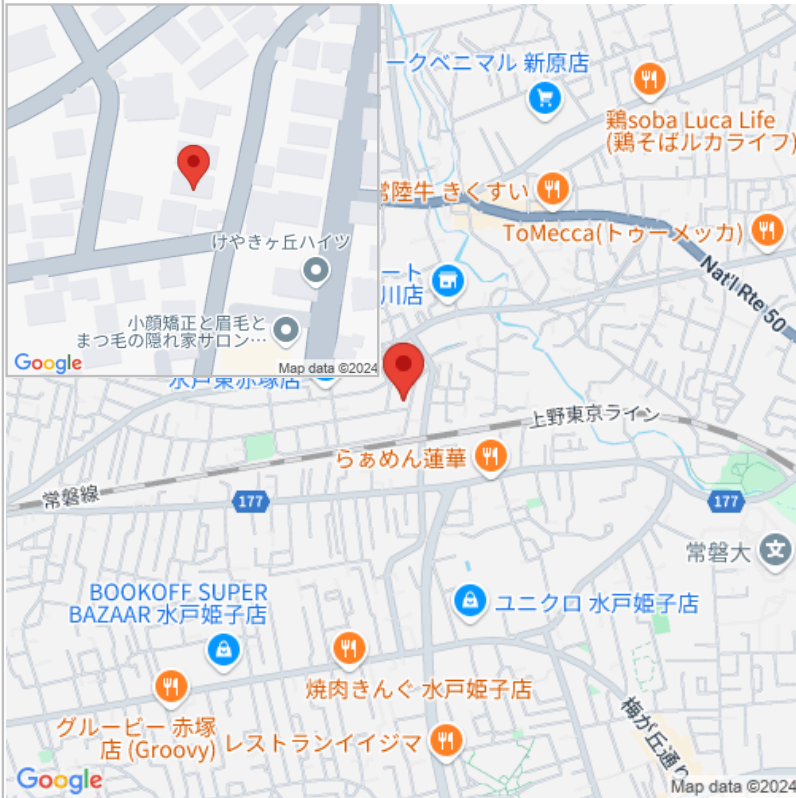 ークベニマル 新原店
鶏soba Luca Life
(鶏そばルカライフ)
常陸牛 きくすい
ToMecca(トゥーメッカ)
Nat'l Rte 50
けやきヶ丘ハイツ
小顔矯正と眉毛と
まつ毛の隠れ家サロン…
Google
Map data ©2024
ート
川店
水戸東赤塚店
上野東京ライン
らぁめん蓮華
常磐線
177
177
常磐大
BOOKOFF SUPER
BAZAAR 水戸姫子店
ユニクロ 水戸姫子店
焼肉きんぐ 水戸姫子店
グルービー 赤塚
店 (Groovy)
レストランイイジマ
梅が丘通り
Google
Map data ©2024